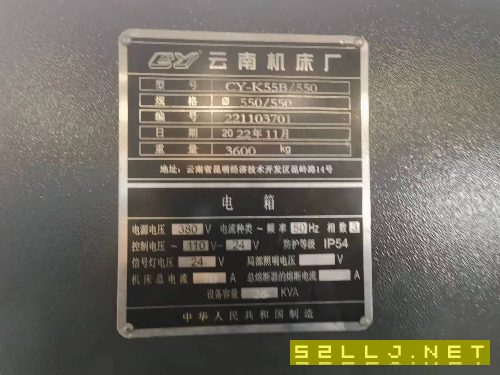 CY 云南机床厂
型号 CY-K55B/550
规格 Ø 550/550
编号 221103701
日期 2022年11月
重量 3600 kg
地址：云南省昆明经济技术开发区昆岭路14号
电箱
电源电压 380 V 电流种类~ 频率 50 Hz 相数 3
控制电压~ 110 V- 24 V 防护等级 IP54
信号灯电压 24 V 局部照明电压 V
机床总电流 A 总熔断器的熔断电流 A
设备容量 KVA
中华人民共和国制造
52LLJ.NET